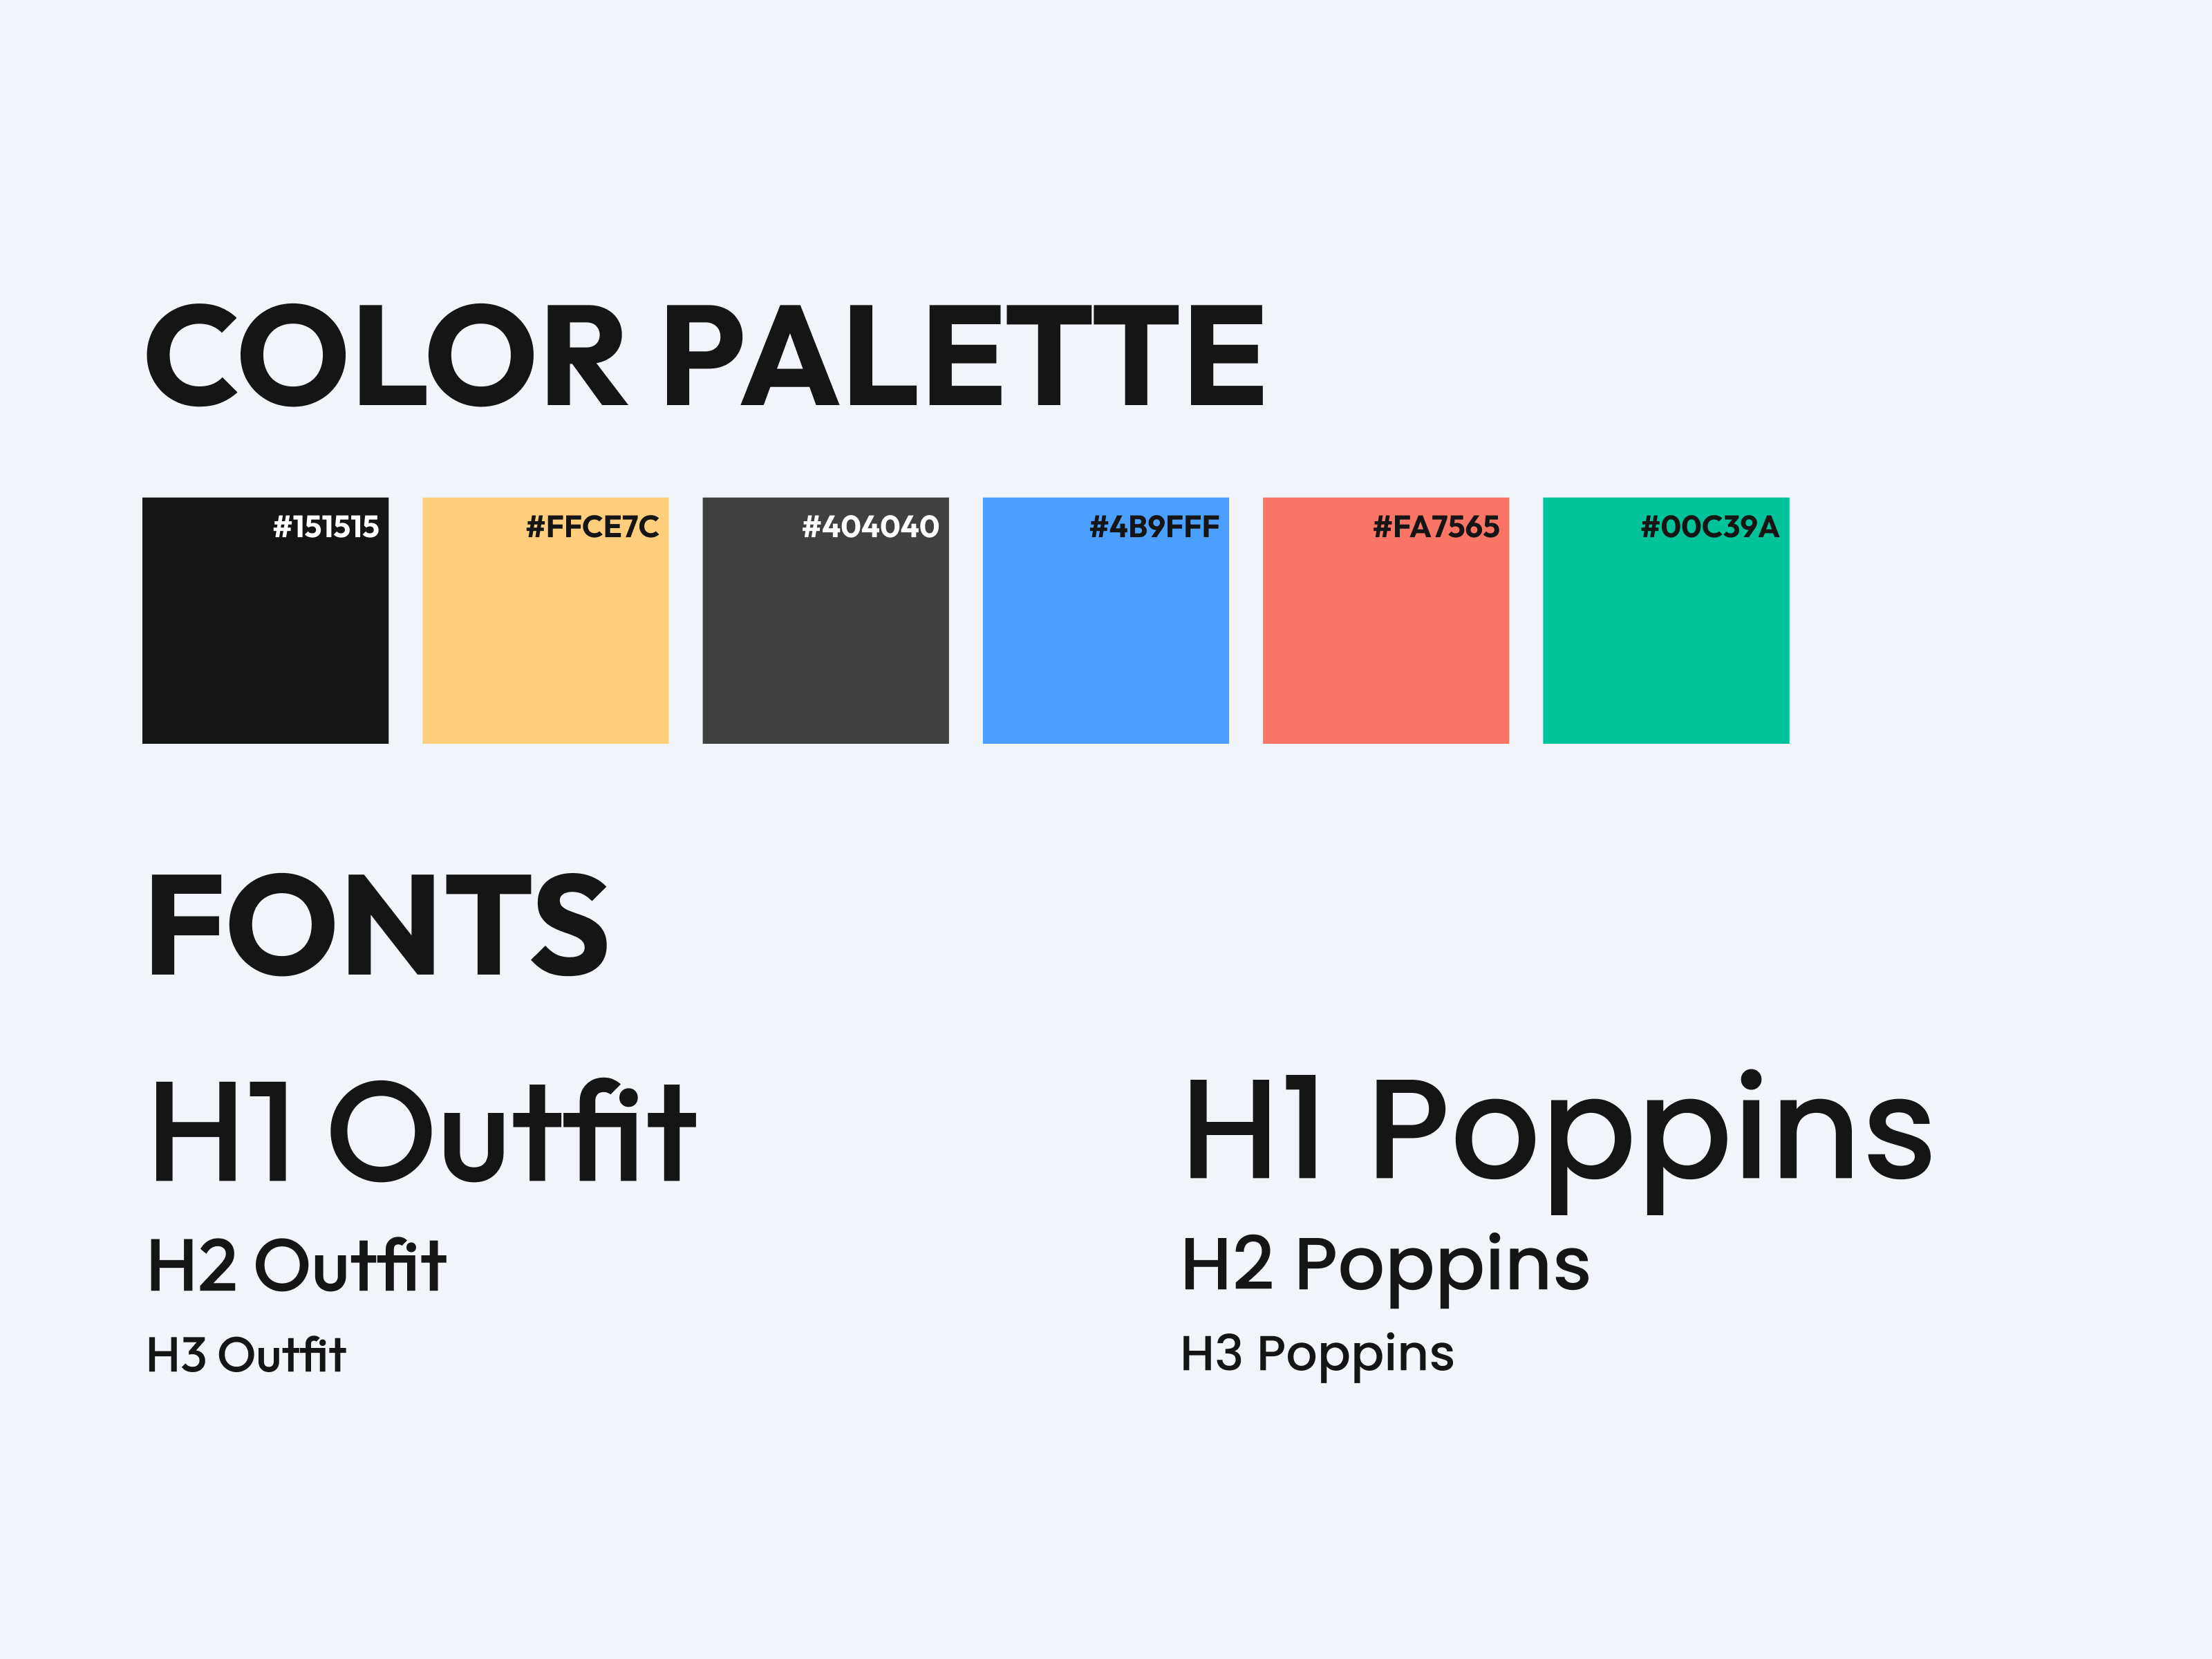 COLOR PALETTE
#151515 #FFCE7C #404040 #4B9FFF #FA7565 #00C39A
FONTS
H1 Outfit
H2 Outfit
H3 Outfit
H1 Poppins
H2 Poppins
H3 Poppins